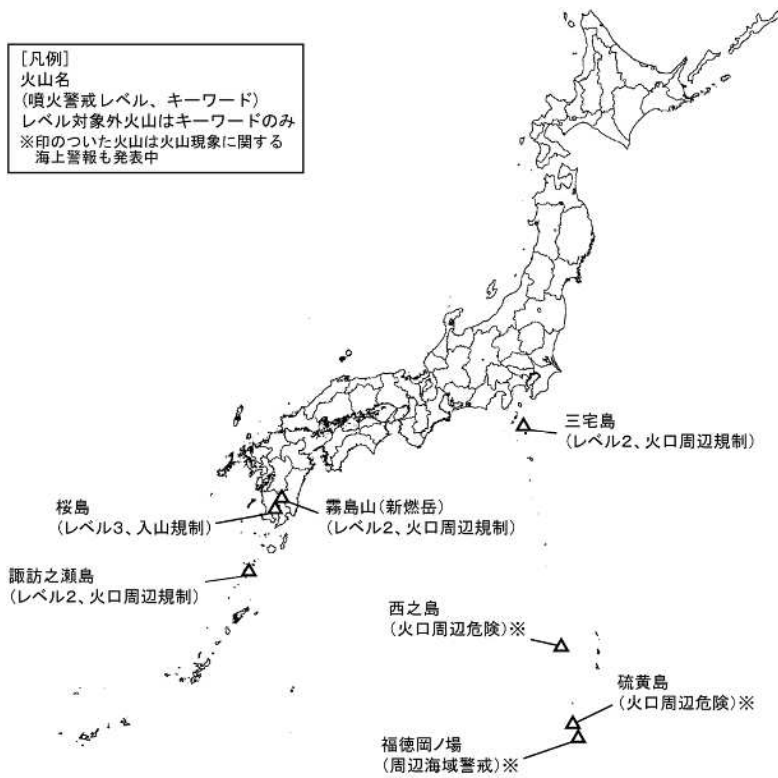 [凡例]
火山名
(噴火警戒レベル、キーワード)
レベル対象外火山はキーワードのみ
※印のついた火山は火山現象に関する
海上警報も発表中
三宅島
(レベル2、火口周辺規制)
桜島
(レベル3、入山規制)
霧島山(新燃岳)
(レベル2、火口周辺規制)
諏訪之瀬島
(レベル2、火口周辺規制)
西之島
(火口周辺危険)※
硫黄島
(火口周辺危険)※
福徳岡ノ場
(周辺海域警戒)※